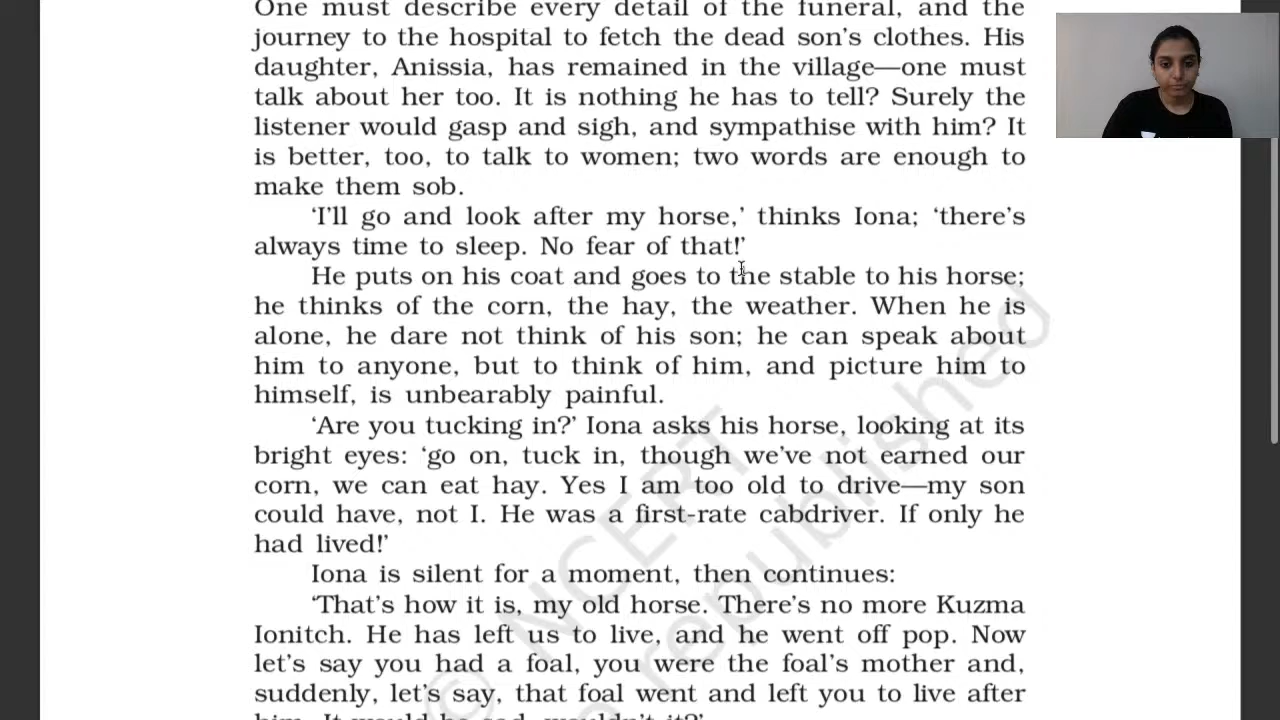 One must describe every detail of the funeral, and the
journey to the hospital to fetch the dead son's clothes. His
daughter, Anissia, has remained in the village—one must
talk about her too. It is nothing he has to tell? Surely the
listener would gasp and sigh, and sympathise with him? It
is better, too, to talk to women; two words are enough to
make them sob.
'I'll go and look after my horse,' thinks Iona; 'there's
always time to sleep. No fear of that!'
He puts on his coat and goes to the stable to his horse;
he thinks of the corn, the hay, the weather. When he is
alone, he dare not think of his son; he can speak about
him to anyone, but to think of him, and picture him to
himself, is unbearably painful.
'Are you tucking in?' Iona asks his horse, looking at its
bright eyes: 'go on, tuck in, though we've not earned our
corn, we can eat hay. Yes I am too old to drive—my son
could have, not I. He was a first-rate cabdriver. If only he
had lived!'
Iona is silent for a moment, then continues:
'That's how it is, my old horse. There's no more Kuzma
Ionitch. He has left us to live, and he went off pop. Now
let's say you had a foal, you were the foal's mother and,
suddenly, let's say, that foal went and left you to live after
him. It would be sad, wouldn't it?'
© NCERT
republished